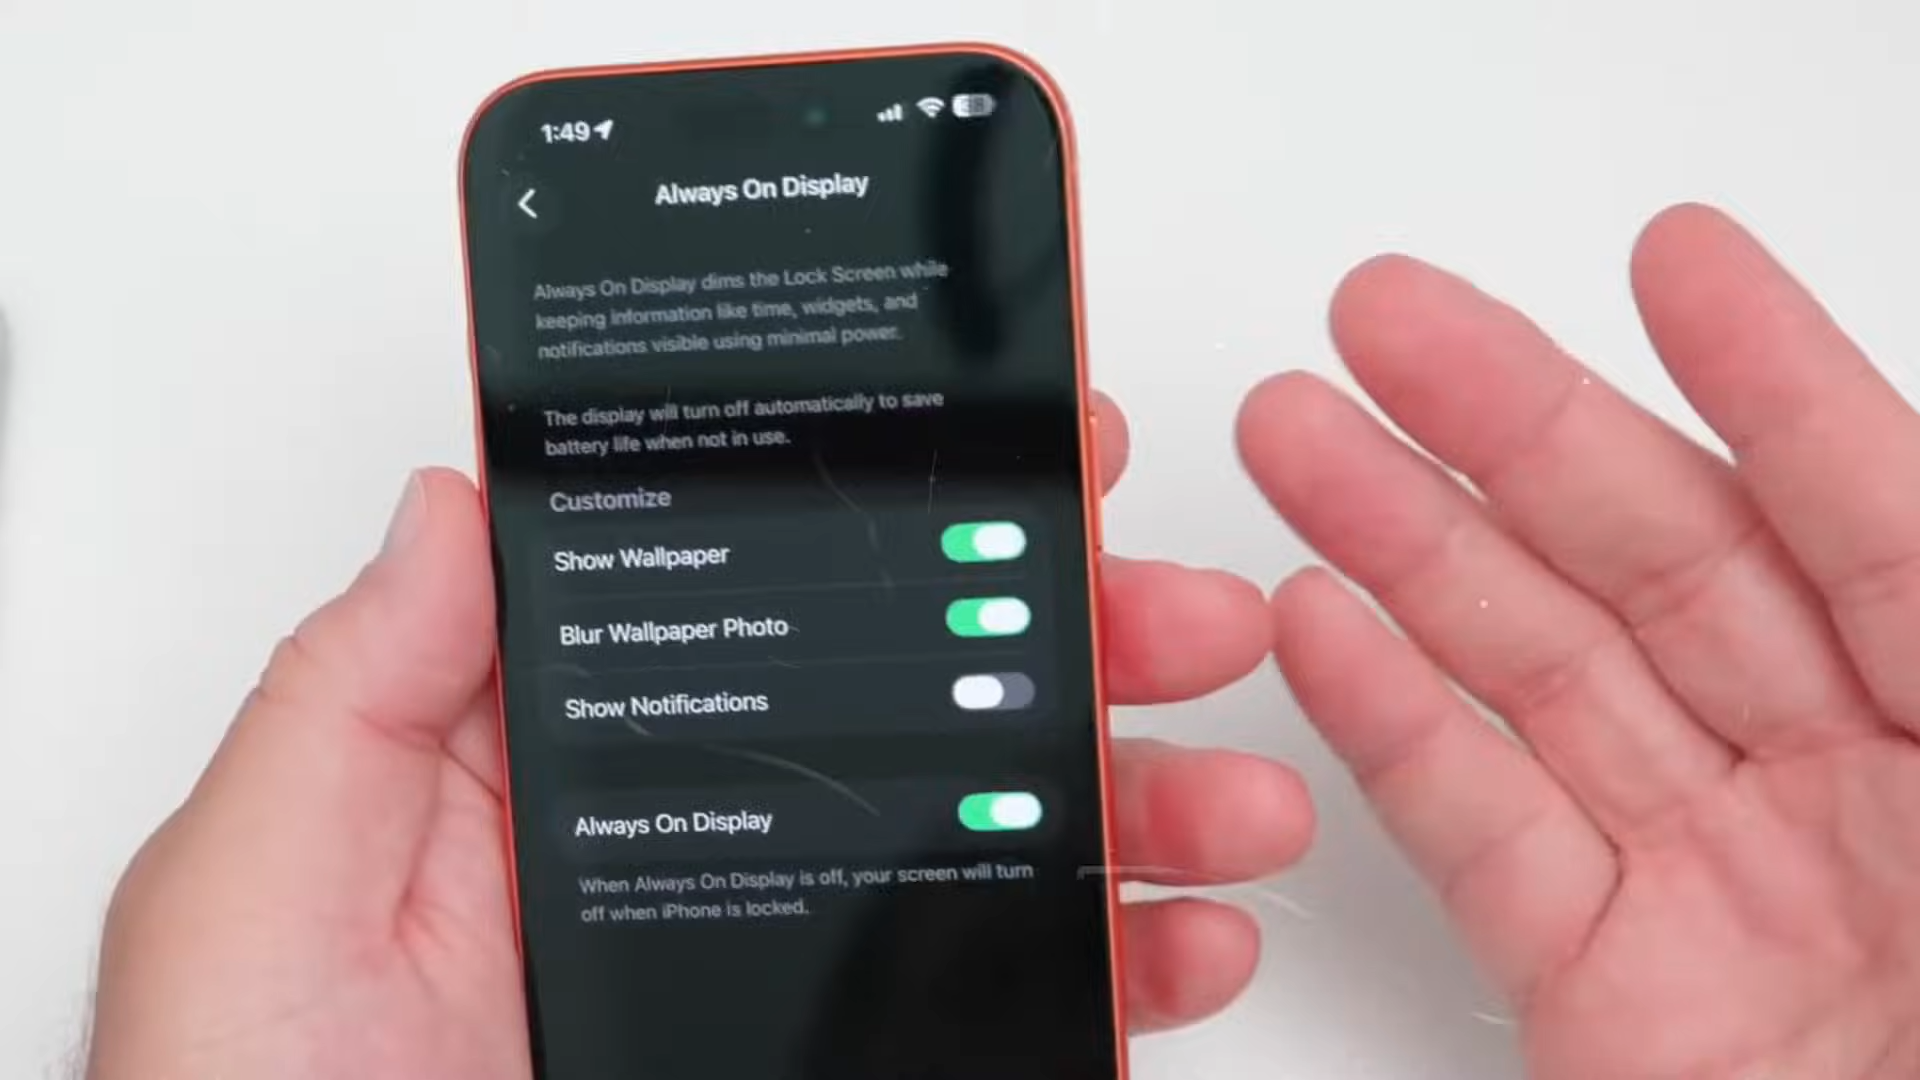 1:49
38
Always On Display
Always On Display dims the Lock Screen while
keeping information like time, widgets, and
notifications visible using minimal power.
The display will turn off automatically to save
battery life when not in use.
Customize
Show Wallpaper
Blur Wallpaper Photo
Show Notifications
Always On Display
When Always On Display is off, your screen will turn
off when iPhone is locked.